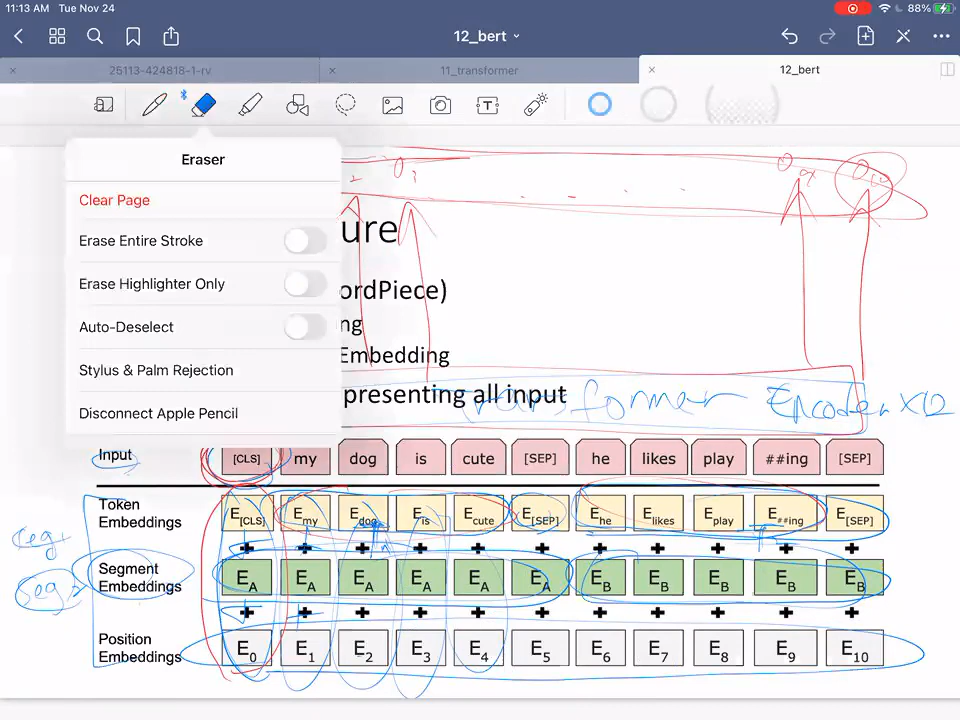 11:13 AM Tue Nov 24
88%
12_bert
25113-424818-1-rv
11_transformer
12_bert
Eraser
Clear Page
Erase Entire Stroke
Erase Highlighter Only
Auto-Deselect
Stylus & Palm Rejection
Disconnect Apple Pencil
ure
ordPiece)
ng
Embedding
presenting all input
Transformer Encoder X12
Input [CLS] my dog is cute [SEP] he likes play ##ing [SEP]
Token Embeddings E[CLS] Emy Edog Eis Ecute E[SEP] Ehe Elikes Eplay E##ing E[SEP]
Segment Embeddings EA EA EA EA EA EA EB EB EB EB EB
Position Embeddings E0 E1 E2 E3 E4 E5 E6 E7 E8 E9 E10